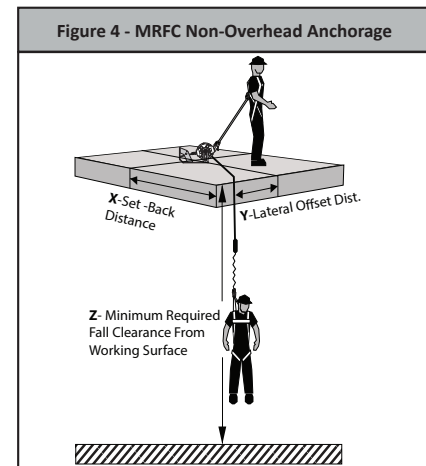 Figure 4 - MRFC Non-Overhead Anchorage
X-Set -Back
Distance
Y-Lateral Offset Dist.
Z- Minimum Required
Fall Clearance From
Working Surface